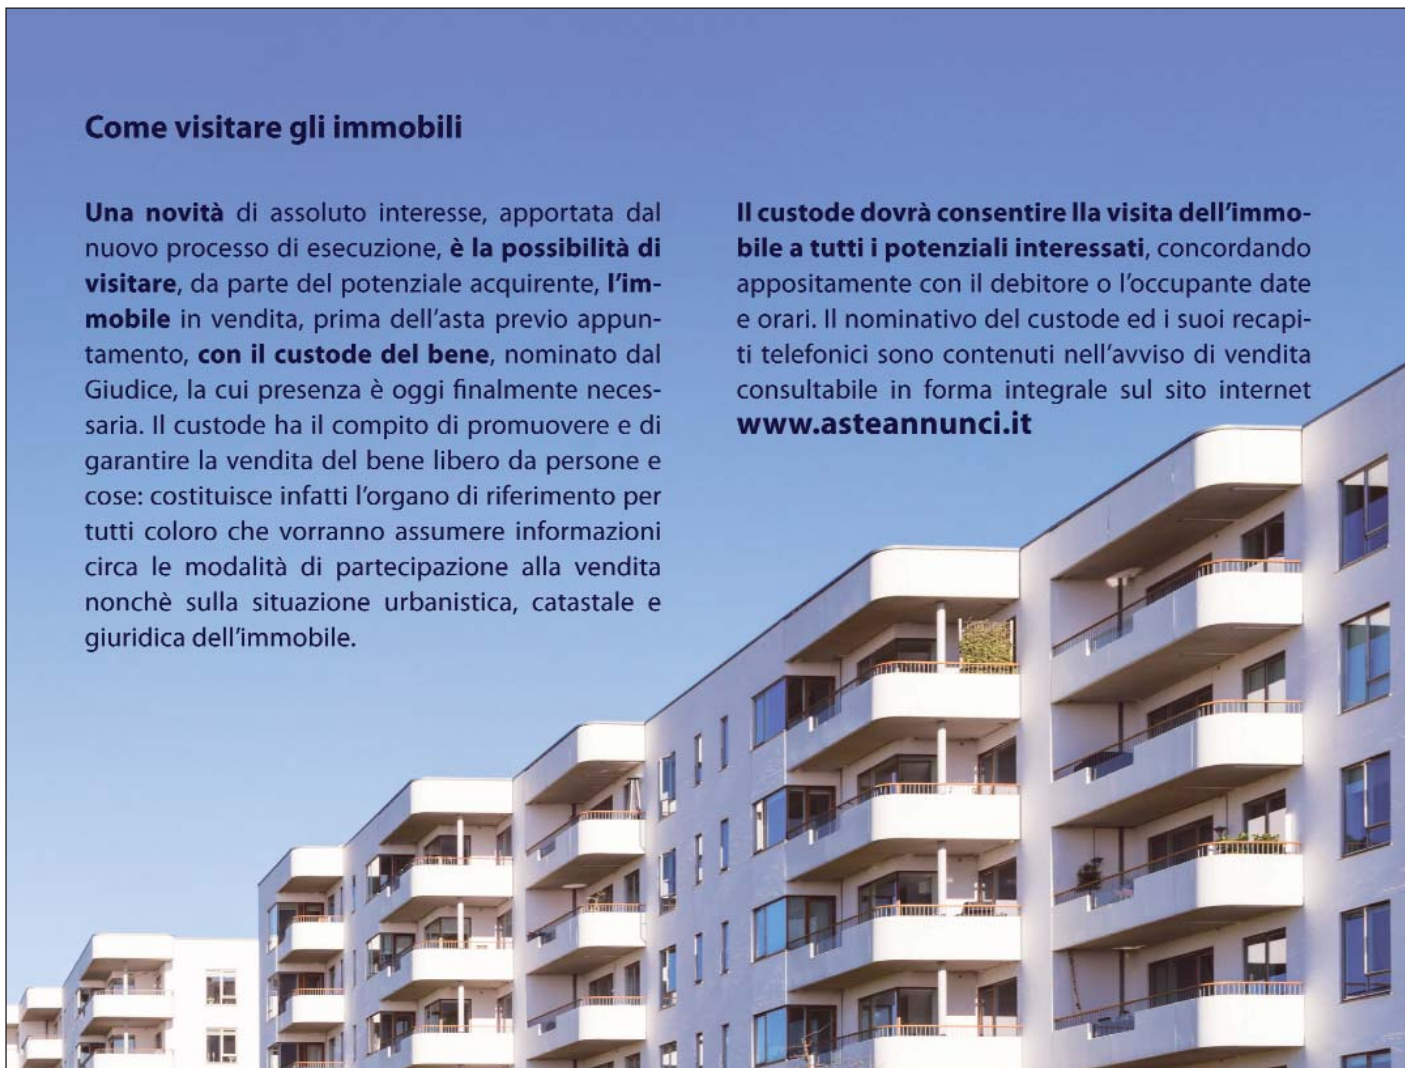 Come visitare gli immobili
Una novità di assoluto interesse, apportata dal
nuovo processo di esecuzione, è la possibilità di
visitare, da parte del potenziale acquirente, l’im-
mobile in vendita, prima dell’asta previo appun-
tamento, con il custode del bene, nominato dal
Giudice, la cui presenza è oggi finalmente neces-
saria. Il custode ha il compito di promuovere e di
garantire la vendita del bene libero da persone e
cose: costituisce infatti l’organo di riferimento per
tutti coloro che vorranno assumere informazioni
circa le modalità di partecipazione alla vendita
nonchè sulla situazione urbanistica, catastale e
giuridica dell’immobile.
Il custode dovrà consentire lla visita dell’immo-
bile a tutti i potenziali interessati, concordando
appositamente con il debitore o l’occupante date
e orari. Il nominativo del custode ed i suoi recapi-
ti telefonici sono contenuti nell’avviso di vendita
consultabile in forma integrale sul sito internet
www.asteannunci.it